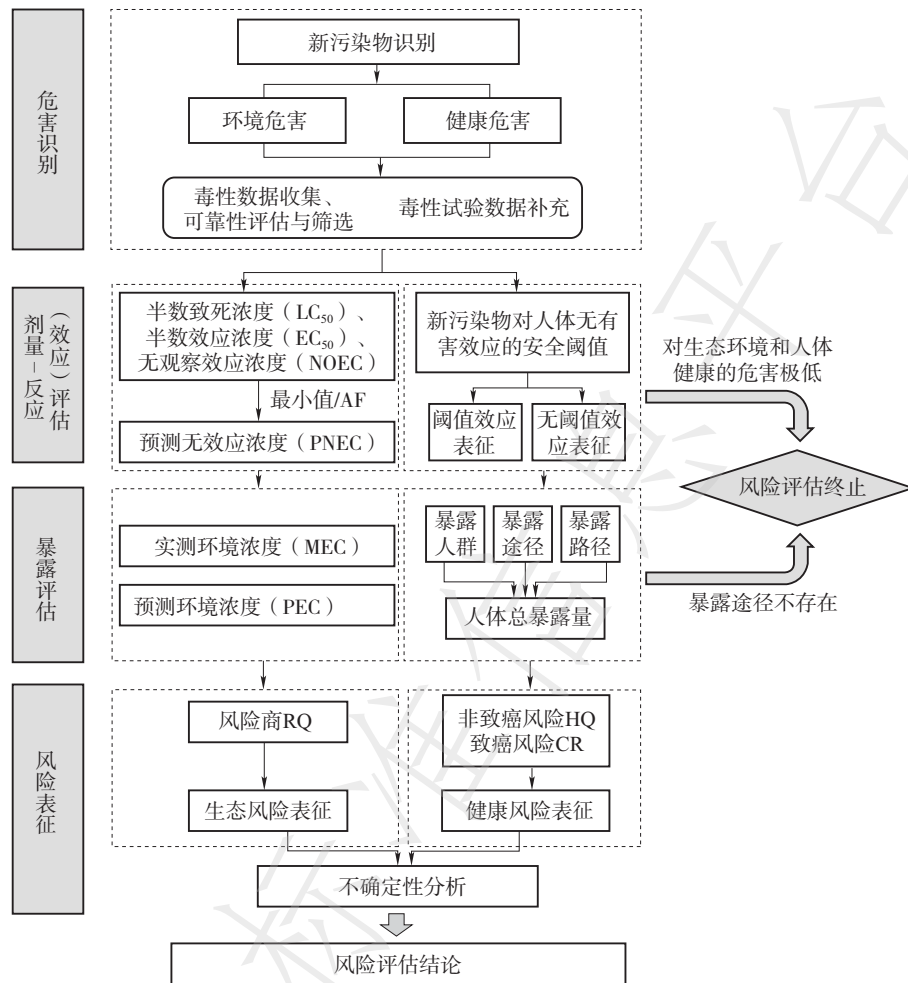 危害识别
新污染物识别
环境危害
健康危害
毒性数据收集、
可靠性评估与筛选
毒性试验数据补充
剂量-反应
（效应）评估
半数致死浓度（LC₅₀）、
半数效应浓度（EC₅₀）、
无观察效应浓度（NOEC）
最小值/AF
预测无效应浓度（PNEC）
新污染物对人体无有
害效应的安全阈值
阈值效应
表征
无阈值效
应表征
对生态环境和人体
健康的危害极低
风险评估终止
暴露途径不存在
暴露评估
实测环境浓度（MEC）
预测环境浓度（PEC）
暴露
人群
暴露
途径
暴露
路径
人体总暴露量
风险表征
风险商RQ
生态风险表征
非致癌风险HQ
致癌风险CR
健康风险表征
不确定性分析
风险评估结论
标准信息平台